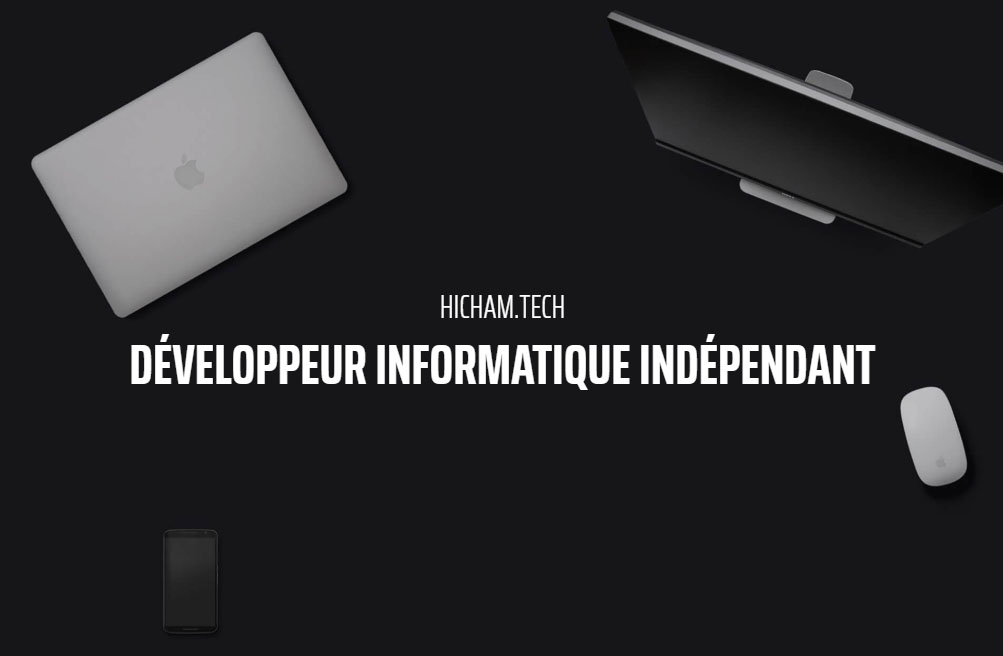 HICHAM.TECH
DÉVELOPPEUR INFORMATIQUE INDÉPENDANT